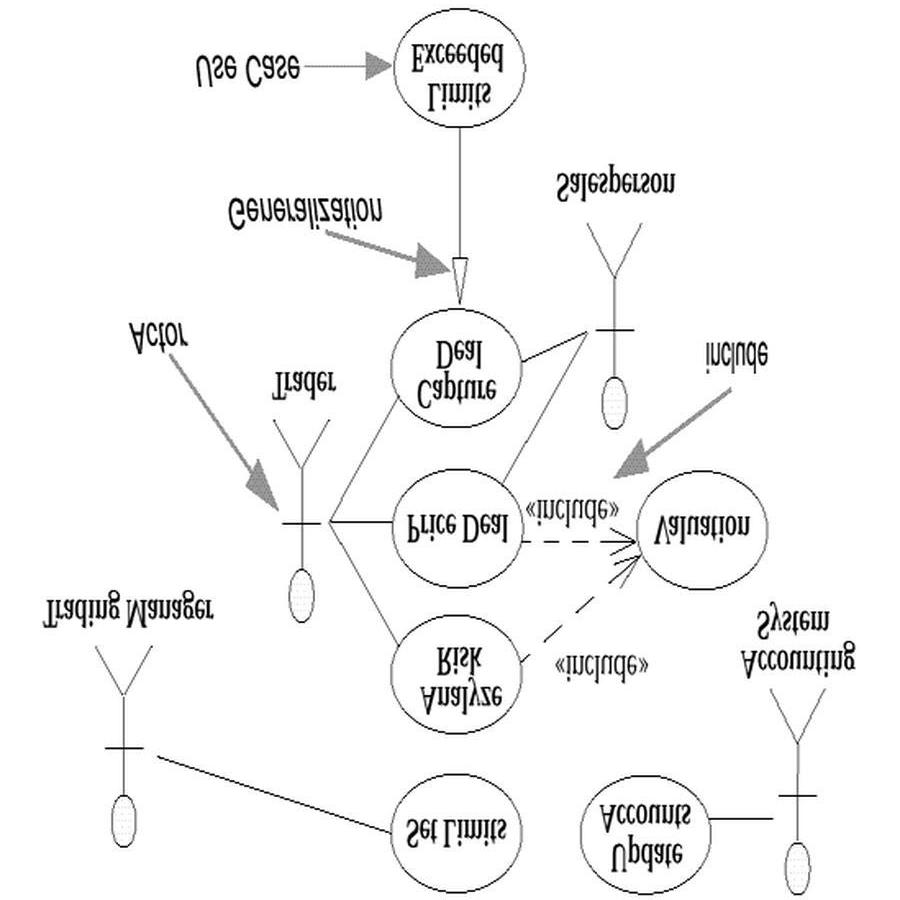 Update
Accounts
Set Limits
Analyze
Risk
«include»
Accounting
System
Trading Manager
Price Deal
«include»
Valuation
Trader
Capture
Deal
include
Actor
Generalization
Salesperson
Limits
Exceeded
Use Case